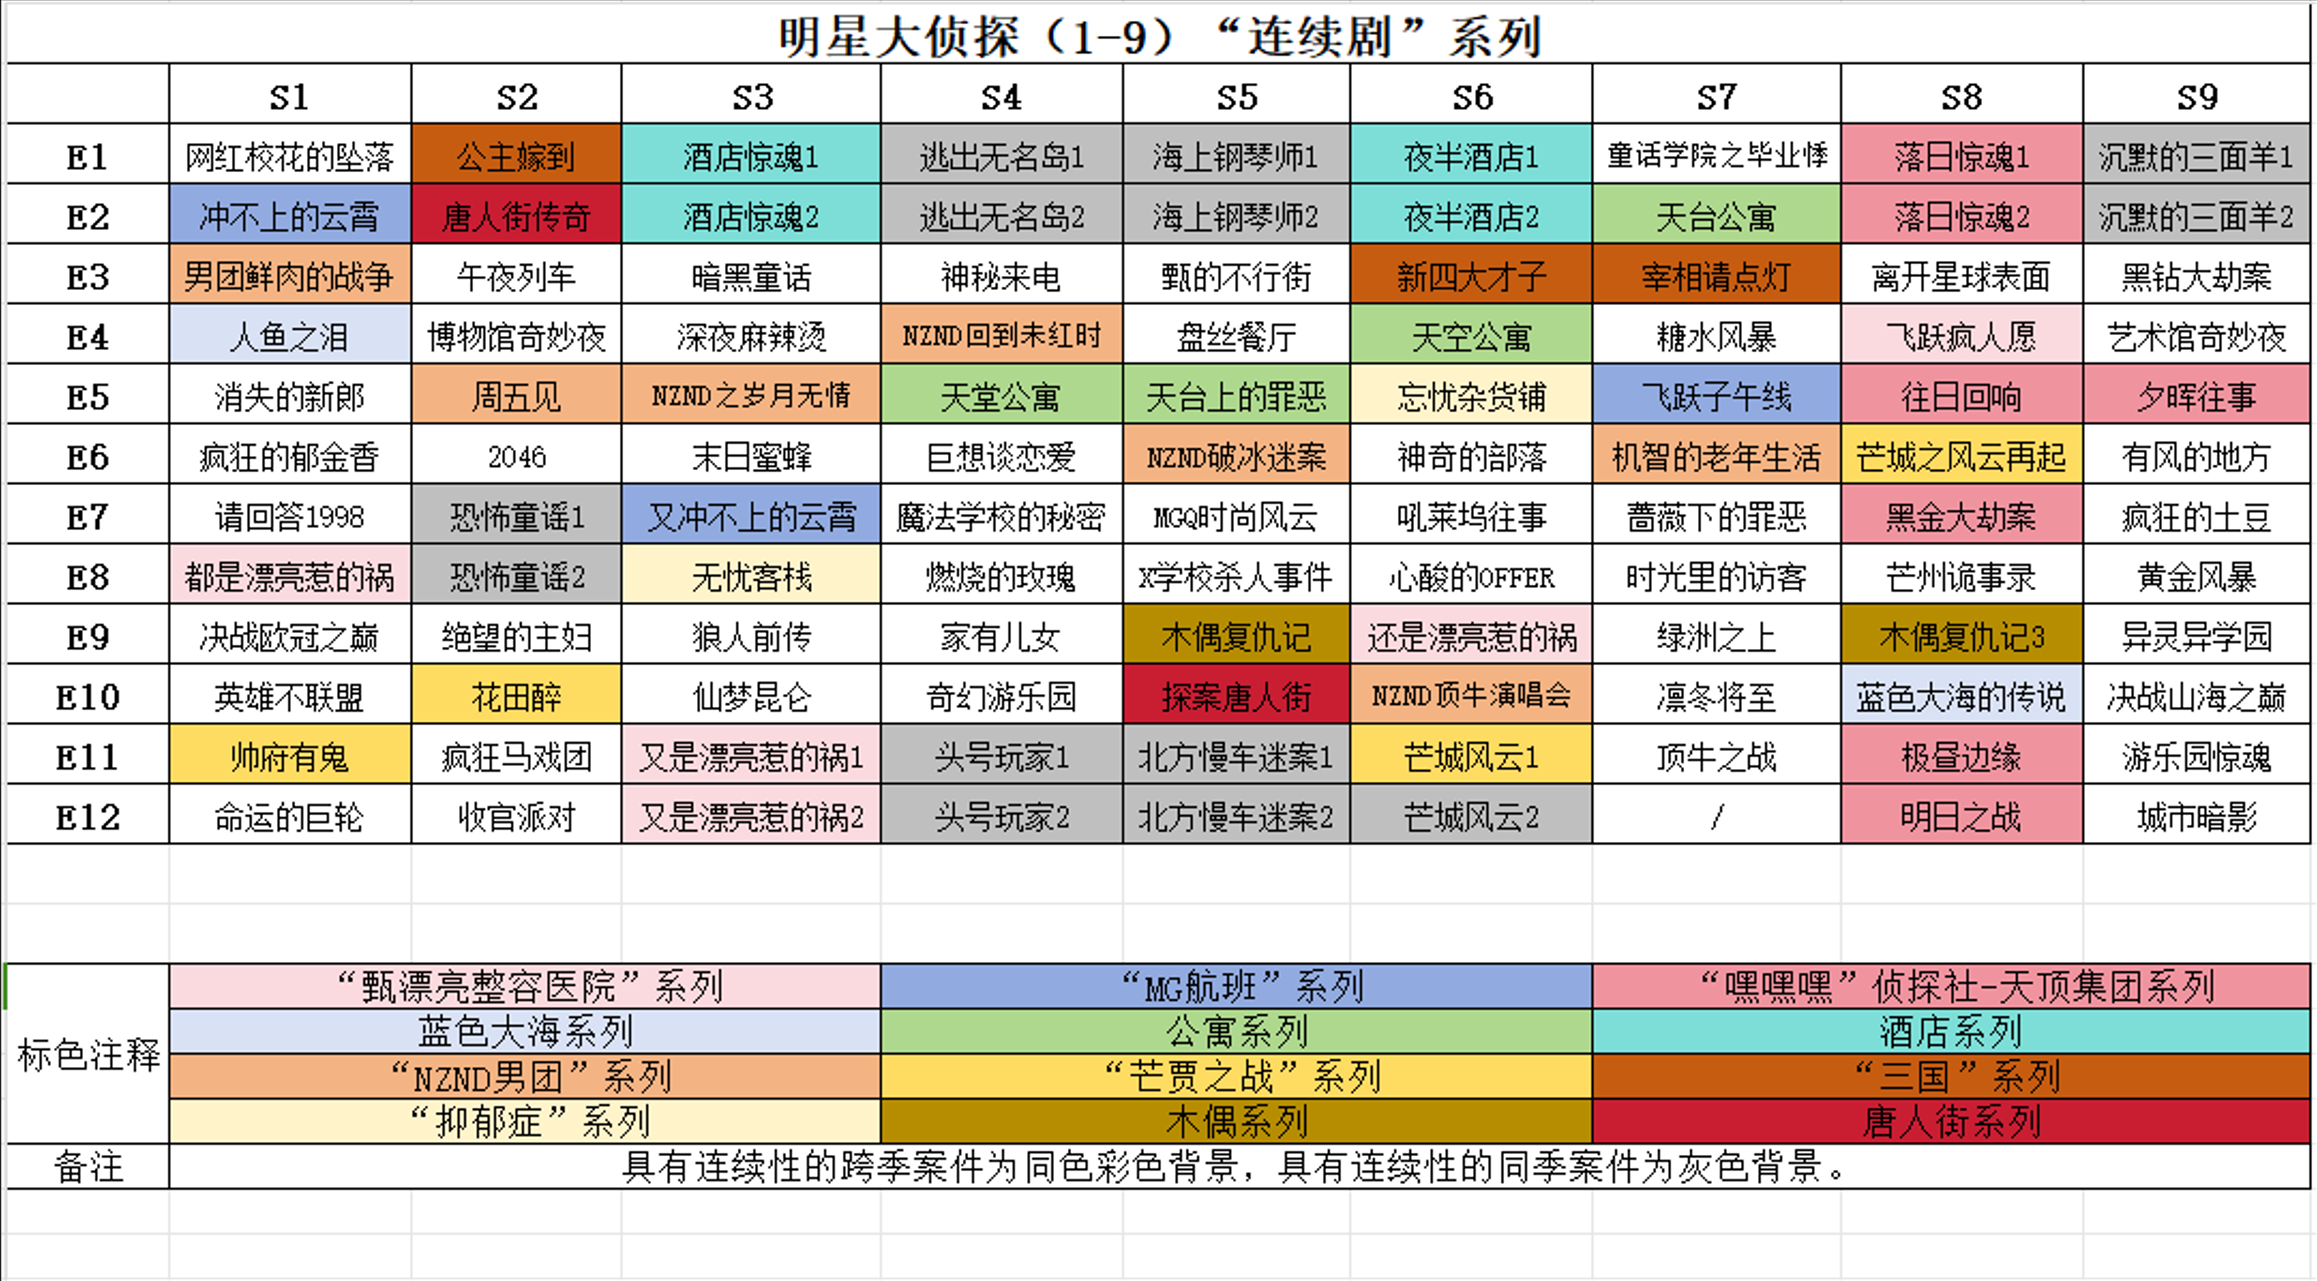 明星大侦探（1-9）“连续剧”系列
S1 S2 S3 S4 S5 S6 S7 S8 S9
E1 网红校花的坠落 公主嫁到 酒店惊魂1 逃出无名岛1 海上钢琴师1 夜半酒店1 童话学院之毕业悸 落日惊魂1 沉默的三面羊1
E2 冲不上的云霄 唐人街传奇 酒店惊魂2 逃出无名岛2 海上钢琴师2 夜半酒店2 天台公寓 落日惊魂2 沉默的三面羊2
E3 男团鲜肉的战争 午夜列车 暗黑童话 神秘来电 甄的不行街 新四大才子 宰相请点灯 离开星球表面 黑钻大劫案
E4 人鱼之泪 博物馆奇妙夜 深夜麻辣烫 NZND回到未红时 盘丝餐厅 天空公寓 糖水风暴 飞跃疯人愿 艺术馆奇妙夜
E5 消失的新郎 周五见 NZND之岁月无情 天堂公寓 天台上的罪恶 忘忧杂货铺 飞跃子午线 往日回响 夕晖往事
E6 疯狂的郁金香 2046 末日蜜蜂 巨想谈恋爱 NZND破冰迷案 神奇的部落 机智的老年生活 芒城之风云再起 有风的地方
E7 请回答1998 恐怖童谣1 又冲不上的云霄 魔法学校的秘密 MGQ时尚风云 吼莱坞往事 蔷薇下的罪恶 黑金大劫案 疯狂的土豆
E8 都是漂亮惹的祸 恐怖童谣2 无忧客栈 燃烧的玫瑰 X学校杀人事件 心酸的OFFER 时光里的访客 芒州诡事录 黄金风暴
E9 决战欧冠之巅 绝望的主妇 狼人前传 家有儿女 木偶复仇记 还是漂亮惹的祸 绿洲之上 木偶复仇记3 异灵异学园
E10 英雄不联盟 花田醉 仙梦昆仑 奇幻游乐园 探案唐人街 NZND顶牛演唱会 凛冬将至 蓝色大海的传说 决战山海之巅
E11 帅府有鬼 疯狂马戏团 又是漂亮惹的祸1 头号玩家1 北方慢车迷案1 芒城风云1 顶牛之战 极昼边缘 游乐园惊魂
E12 命运的巨轮 收官派对 又是漂亮惹的祸2 头号玩家2 北方慢车迷案2 芒城风云2 / 明日之战 城市暗影
标色注释
“甄漂亮整容医院”系列 “MG航班”系列 “嘿嘿嘿”侦探社-天顶集团系列
蓝色大海系列 公寓系列 酒店系列
“NZND男团”系列 “芒贾之战”系列 “三国”系列
“抑郁症”系列 木偶系列 唐人街系列
备注 具有连续性的跨季案件为同色彩色背景，具有连续性的同季案件为灰色背景。